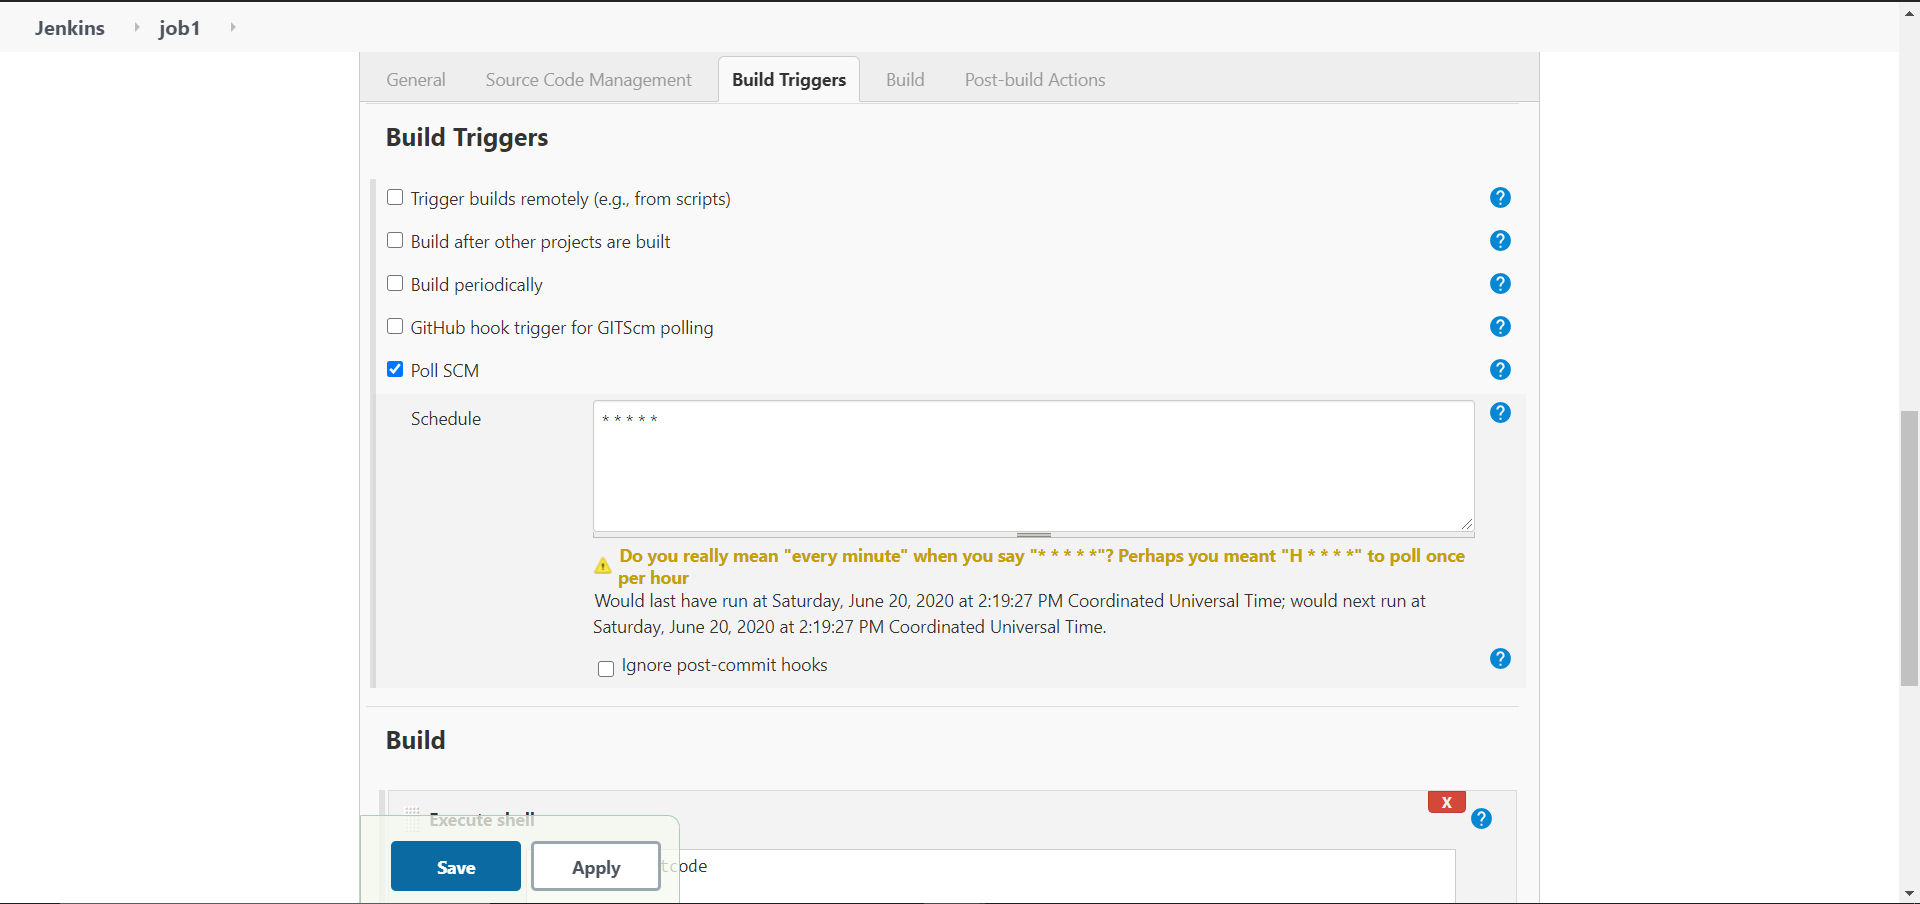 Jenkins job1
General Source Code Management Build Triggers Build Post-build Actions
Build Triggers
Trigger builds remotely (e.g., from scripts)
Build after other projects are built
Build periodically
GitHub hook trigger for GITScm polling
Poll SCM
Schedule
* * * * *
Do you really mean "every minute" when you say "* * * * *"? Perhaps you meant "H * * * *" to poll once
per hour
Would last have run at Saturday, June 20, 2020 at 2:19:27 PM Coordinated Universal Time; would next run at
Saturday, June 20, 2020 at 2:19:27 PM Coordinated Universal Time.
Ignore post-commit hooks
Build
X
Execute shell
Save Apply